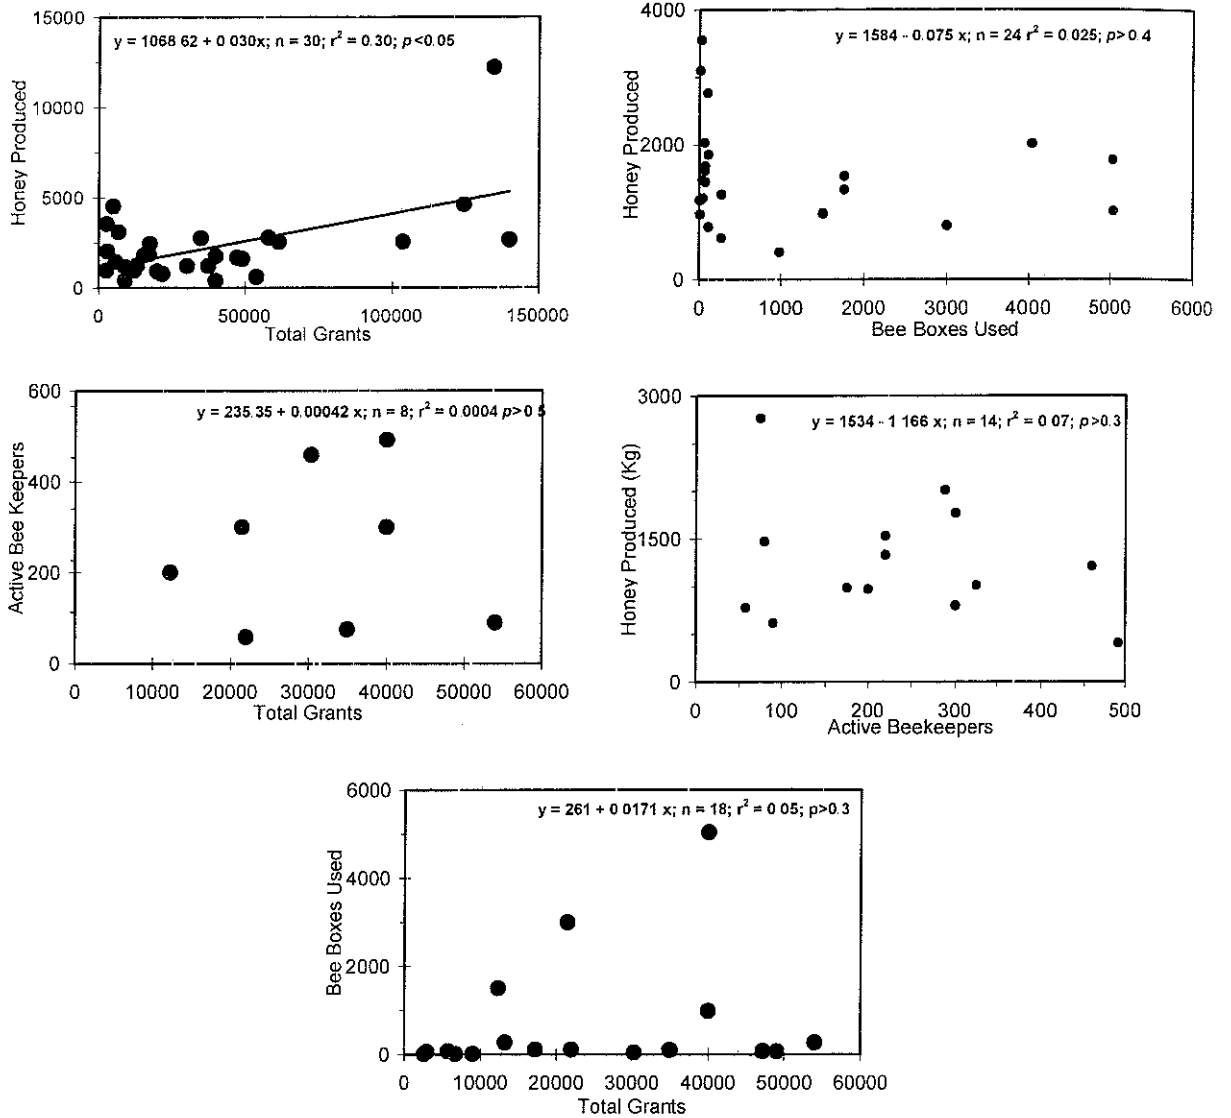 15000
y = 1068 62 + 0 030x; n = 30; r² = 0.30; p<0.05
Honey Produced
10000
5000
0
0 50000 100000 150000
Total Grants
4000
y = 1584 - 0.075 x; n = 24 r² = 0.025; p> 0.4
Honey Produced
2000
0
0 1000 2000 3000 4000 5000 6000
Bee Boxes Used
600
y = 235.35 + 0.00042 x; n = 8; r² = 0.0004 p> 0 5
Active Bee Keepers
400
200
0
0 10000 20000 30000 40000 50000 60000
Total Grants
3000
y = 1534 - 1 166 x; n = 14; r² = 0 07; p>0.3
Honey Produced (Kg)
1500
0
0 100 200 300 400 500
Active Beekeepers
6000
y = 261 + 0.0171 x; n = 18; r² = 0 05; p>0.3
Bee Boxes Used
4000
2000
0
0 10000 20000 30000 40000 50000 60000
Total Grants